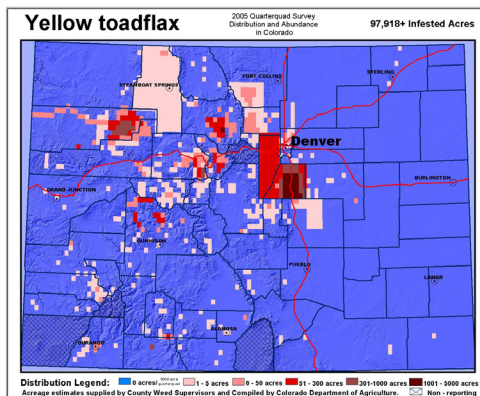 Yellow toadflax
2005 Quarterquad Survey
Distribution and Abundance
in Colorado
97,918+ Infested Acres
STEAMBOAT SPRINGS
FORT COLLINS
STERLING
Denver
GRAND JUNCTION
BURLINGTON
GUNNISON
PUEBLO
LAMAR
ALAMOSA
DURANGO
Distribution Legend: 0 acres/ 1 - 5 acres 6 - 50 acres 51 - 300 acres 301-1000 acres 1001 - 5000 acres
Acreage estimates supplied by County Weed Supervisors and Compiled by Colorado Department of Agriculture. Non - reporting